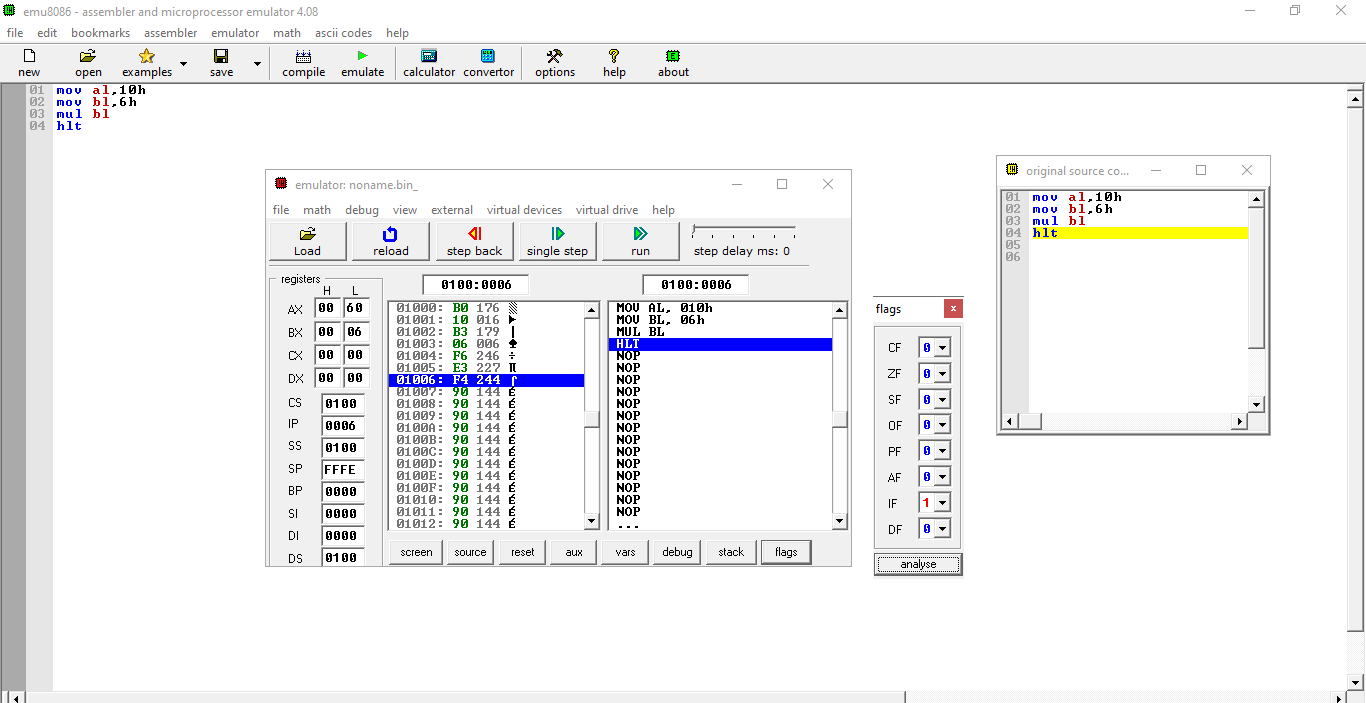 emu8086 - assembler and microprocessor emulator 4.08
file edit bookmarks assembler emulator math ascii codes help
new open examples save compile emulate calculator convertor options help about
01 mov al,10h
02 mov bl,6h
03 mul bl
04 hlt
emulator: noname.bin_
file math debug view external virtual devices virtual drive help
Load reload step back single step run step delay ms: 0
registers
H L
AX 00 60
BX 00 06
CX 00 00
DX 00 00
CS 0100
IP 0006
SS 0100
SP FFFE
BP 0000
SI 0000
DI 0000
DS 0100
0100:0006
01000: B0 176 ▒
01001: 10 016 ►
01002: B3 179 │
01003: 06 006 ♠
01004: F6 246 ÷
01005: E3 227 π
01006: F4 244 ⌠
01007: 90 144 É
01008: 90 144 É
01009: 90 144 É
0100A: 90 144 É
0100B: 90 144 É
0100C: 90 144 É
0100D: 90 144 É
0100E: 90 144 É
0100F: 90 144 É
01010: 90 144 É
01011: 90 144 É
01012: 90 144 É
0100:0006
MOV AL, 010h
MOV BL, 06h
MUL BL
HLT
NOP
NOP
NOP
NOP
NOP
NOP
NOP
NOP
NOP
NOP
NOP
NOP
NOP
NOP
...
screen source reset aux vars debug stack flags
flags x
CF 0
ZF 0
SF 0
OF 0
PF 0
AF 0
IF 1
DF 0
analyse
original source co...
01 mov al,10h
02 mov bl,6h
03 mul bl
04 hlt
05
06